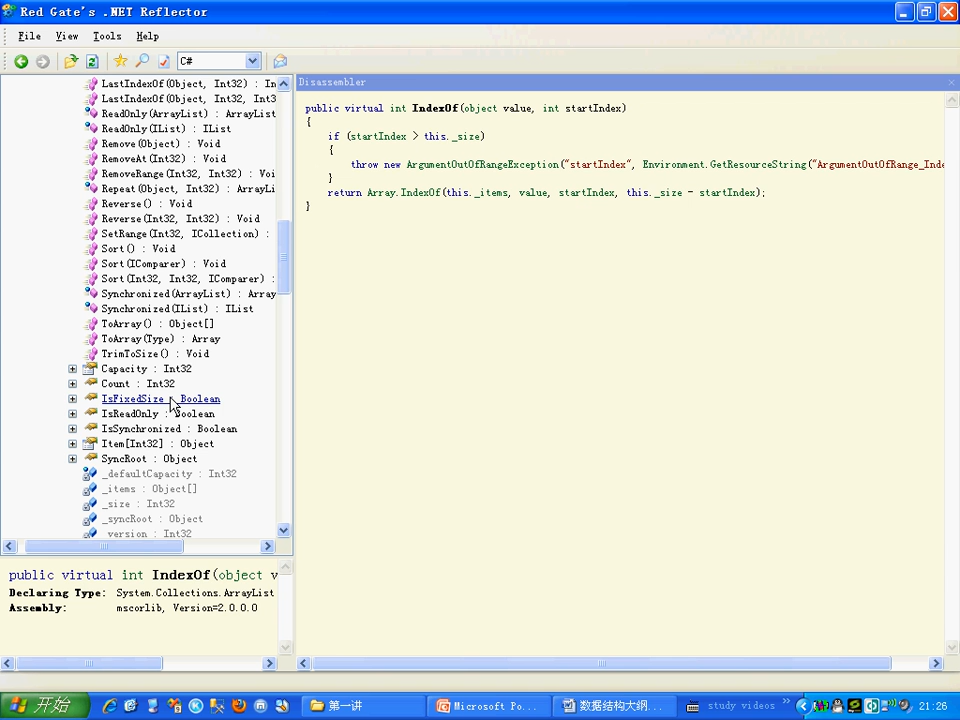 Red Gate's .NET Reflector
File View Tools Help
C#
LastIndexOf(Object, Int32) : In
LastIndexOf(Object, Int32, Int3
ReadOnly(ArrayList) : ArrayList
ReadOnly(IList) : IList
Remove(Object) : Void
RemoveAt(Int32) : Void
RemoveRange(Int32, Int32) : Voi
Repeat(Object, Int32) : ArrayLi
Reverse() : Void
Reverse(Int32, Int32) : Void
SetRange(Int32, ICollection) :
Sort() : Void
Sort(IComparer) : Void
Sort(Int32, Int32, IComparer) :
Synchronized(ArrayList) : Array
Synchronized(IList) : IList
ToArray() : Object[]
ToArray(Type) : Array
TrimToSize() : Void
Capacity : Int32
Count : Int32
IsFixedSize : Boolean
IsReadOnly : Boolean
IsSynchronized : Boolean
Item[Int32] : Object
SyncRoot : Object
_defaultCapacity : Int32
_items : Object[]
_size : Int32
_syncRoot : Object
_version : Int32
public virtual int IndexOf(object v
Declaring Type: System.Collections.ArrayList
Assembly: mscorlib, Version=2.0.0.0
Disassembler
public virtual int IndexOf(object value, int startIndex)
{
if (startIndex > this._size)
{
throw new ArgumentOutOfRangeException("startIndex", Environment.GetResourceString("ArgumentOutOfRange_Inde
}
return Array.IndexOf(this._items, value, startIndex, this._size - startIndex);
}
开始 第一讲 Microsoft Po... 数据结构大纲... study videos » 21:26